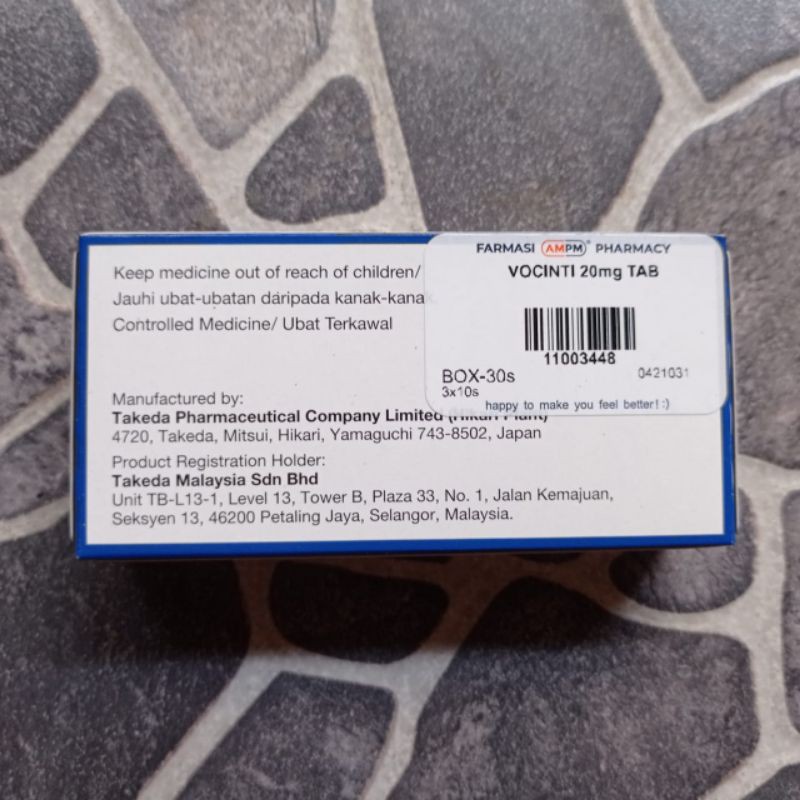 Keep medicine out of reach of children/
Jauhi ubat-ubatan daripada kanak-kanak
Controlled Medicine/ Ubat Terkawal
Manufactured by:
Takeda Pharmaceutical Company Limited (Hikari Plant)
4720, Takeda, Mitsui, Hikari, Yamaguchi 743-8502, Japan
Product Registration Holder:
Takeda Malaysia Sdn Bhd
Unit TB-L13-1, Level 13, Tower B, Plaza 33, No. 1, Jalan Kemajuan,
Seksyen 13, 46200 Petaling Jaya, Selangor, Malaysia.
FARMASI AMPM® PHARMACY
VOCINTI 20mg TAB
11003448
BOX-30s
0421031
3x10s
happy to make you feel better! :)